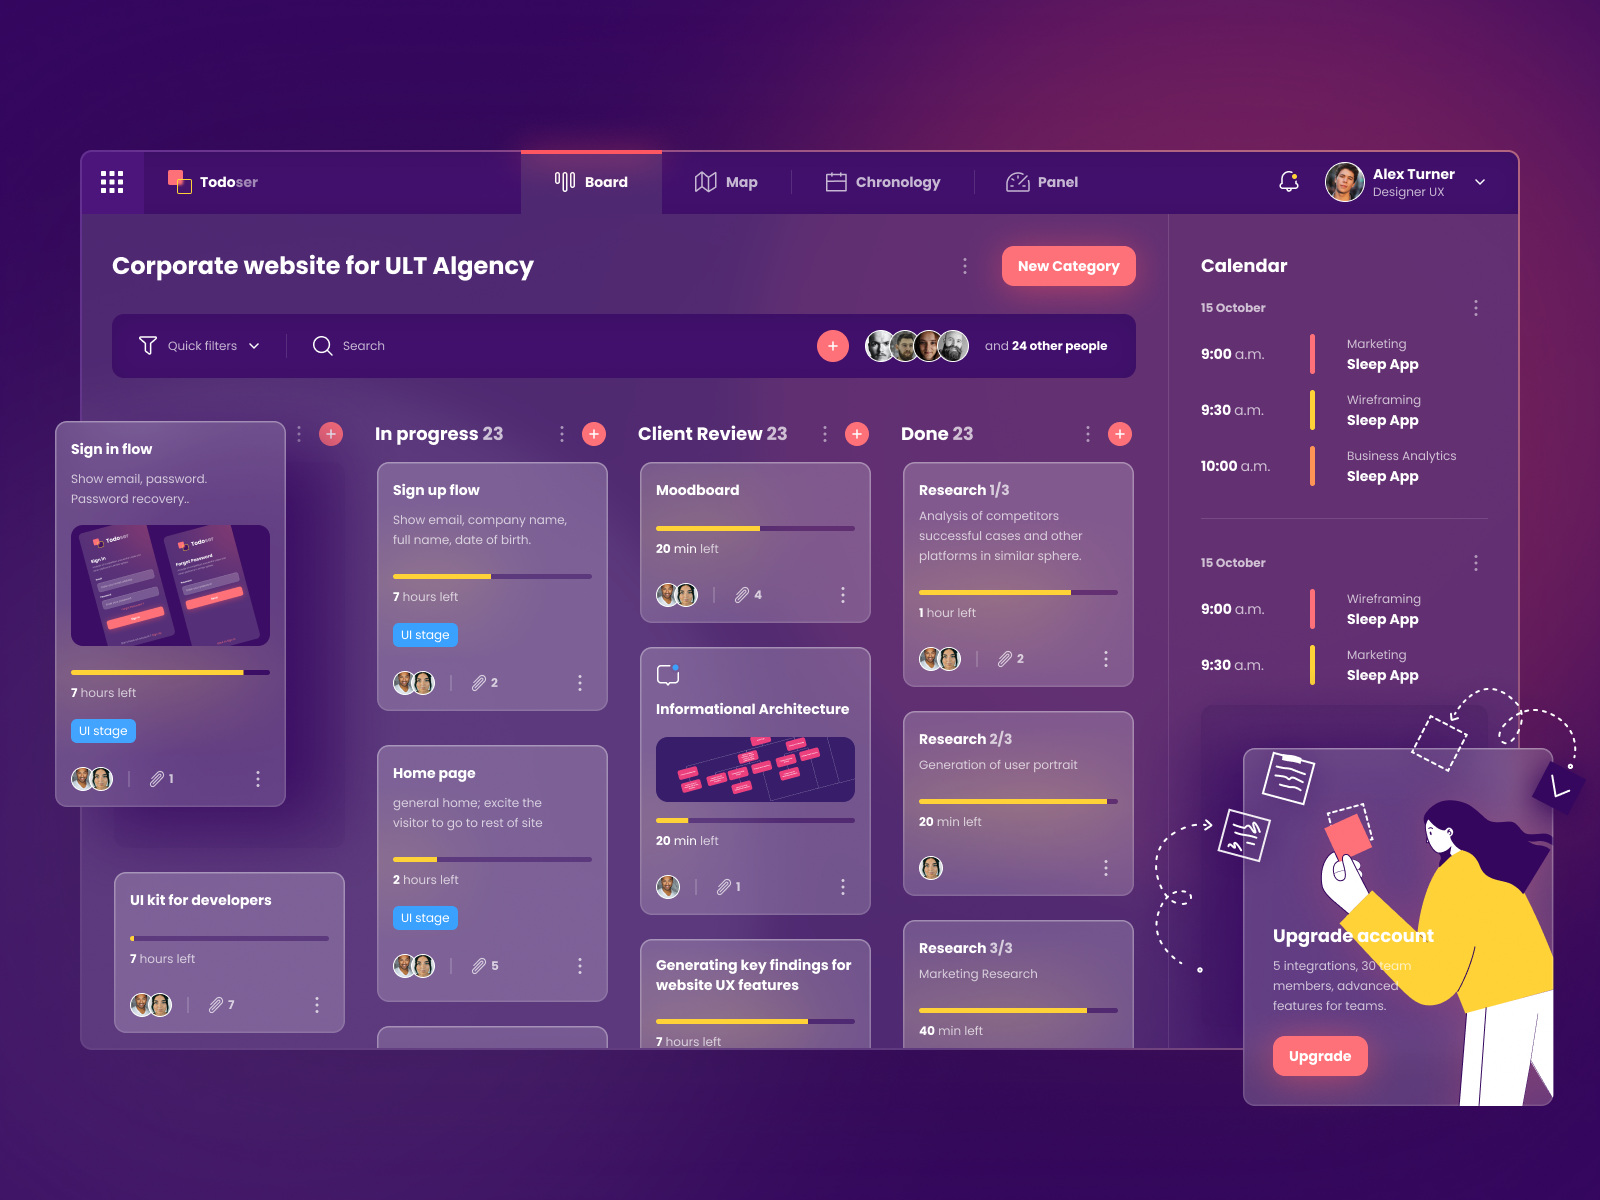 Todoser
Board
Map
Chronology
Panel
Alex Turner
Designer UX
Corporate website for ULT Algency
New Category
Quick filters
Search
and 24 other people
Sign in flow
Show email, password.
Password recovery..
Todoser
Sign in
Todoser
Forgot Password
7 hours left
UI stage
1
UI kit for developers
7 hours left
7
In progress 23
Sign up flow
Show email, company name,
full name, date of birth.
7 hours left
UI stage
2
Home page
general home; excite the
visitor to go to rest of site
2 hours left
UI stage
5
Client Review 23
Moodboard
20 min left
4
Informational Architecture
20 min left
1
Generating key findings for
website UX features
7 hours left
Done 23
Research 1/3
Analysis of competitors
successful cases and other
platforms in similar sphere.
1 hour left
2
Research 2/3
Generation of user portrait
20 min left
Research 3/3
Marketing Research
40 min left
Calendar
15 October
9:00 a.m.
Marketing
Sleep App
9:30 a.m.
Wireframing
Sleep App
10:00 a.m.
Business Analytics
Sleep App
15 October
9:00 a.m.
Wireframing
Sleep App
9:30 a.m.
Marketing
Sleep App
Upgrade account
5 integrations, 30 team
members, advanced
features for teams.
Upgrade